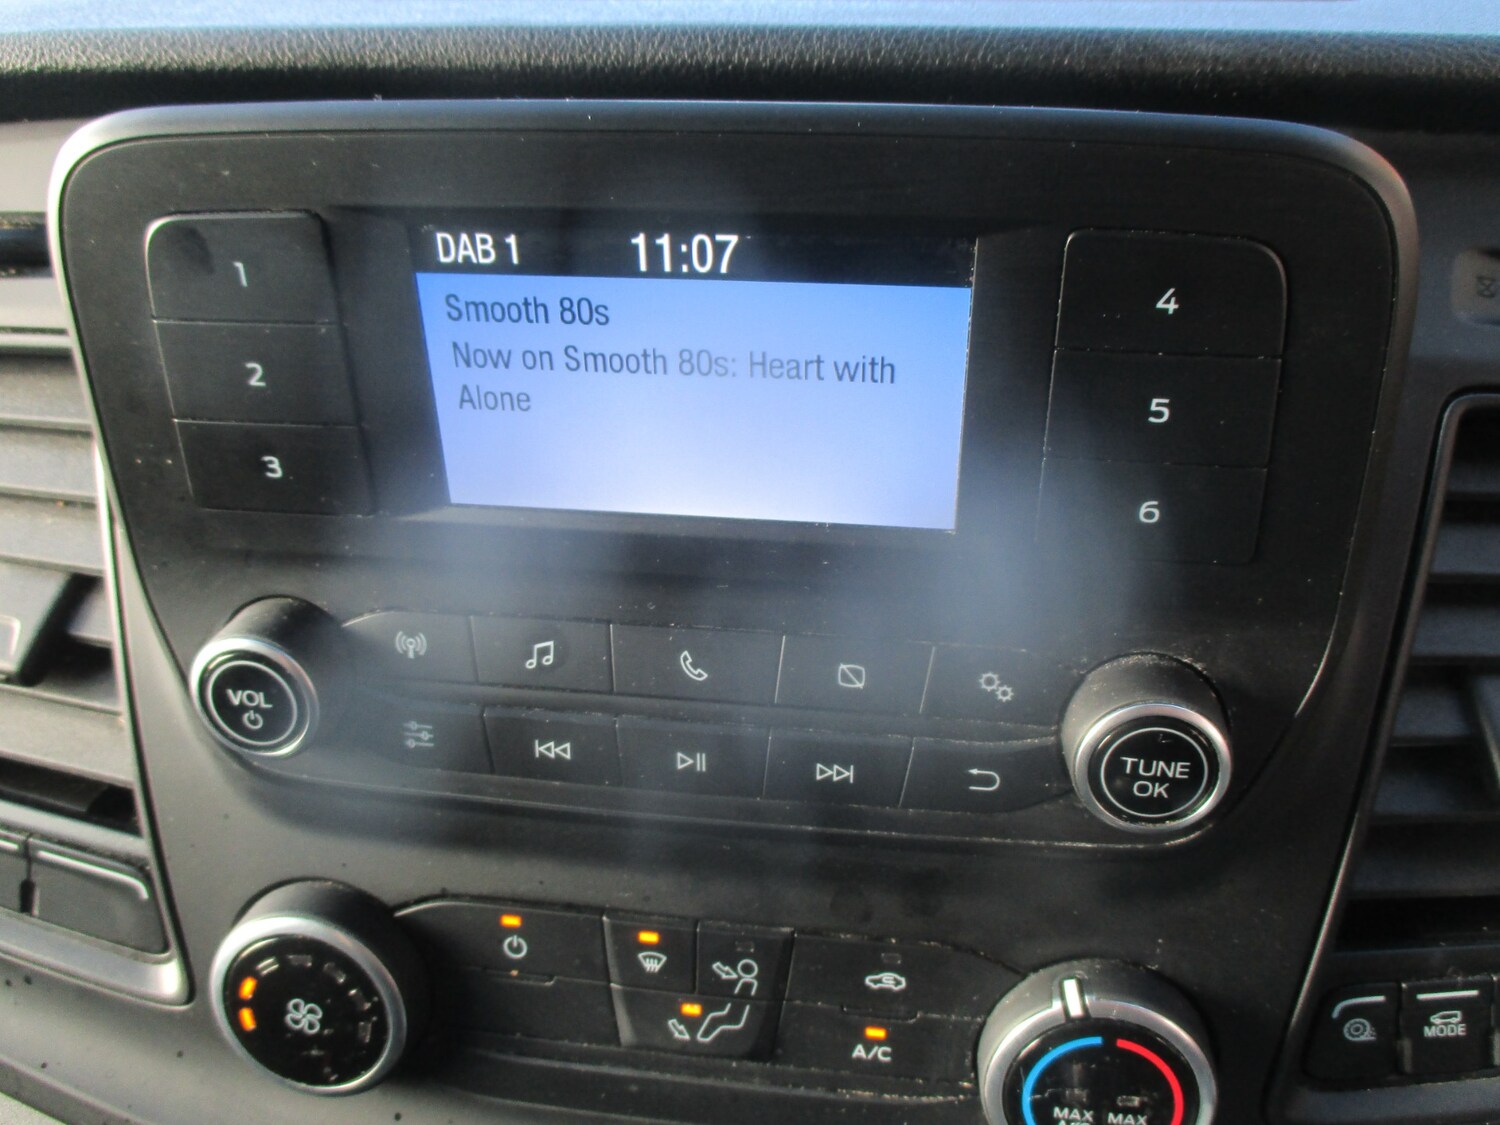 DAB 1 11:07
Smooth 80s
Now on Smooth 80s: Heart with
Alone
1
2
3
4
5
6
VOL
TUNE
OK
A/C
MODE
MAX MAX